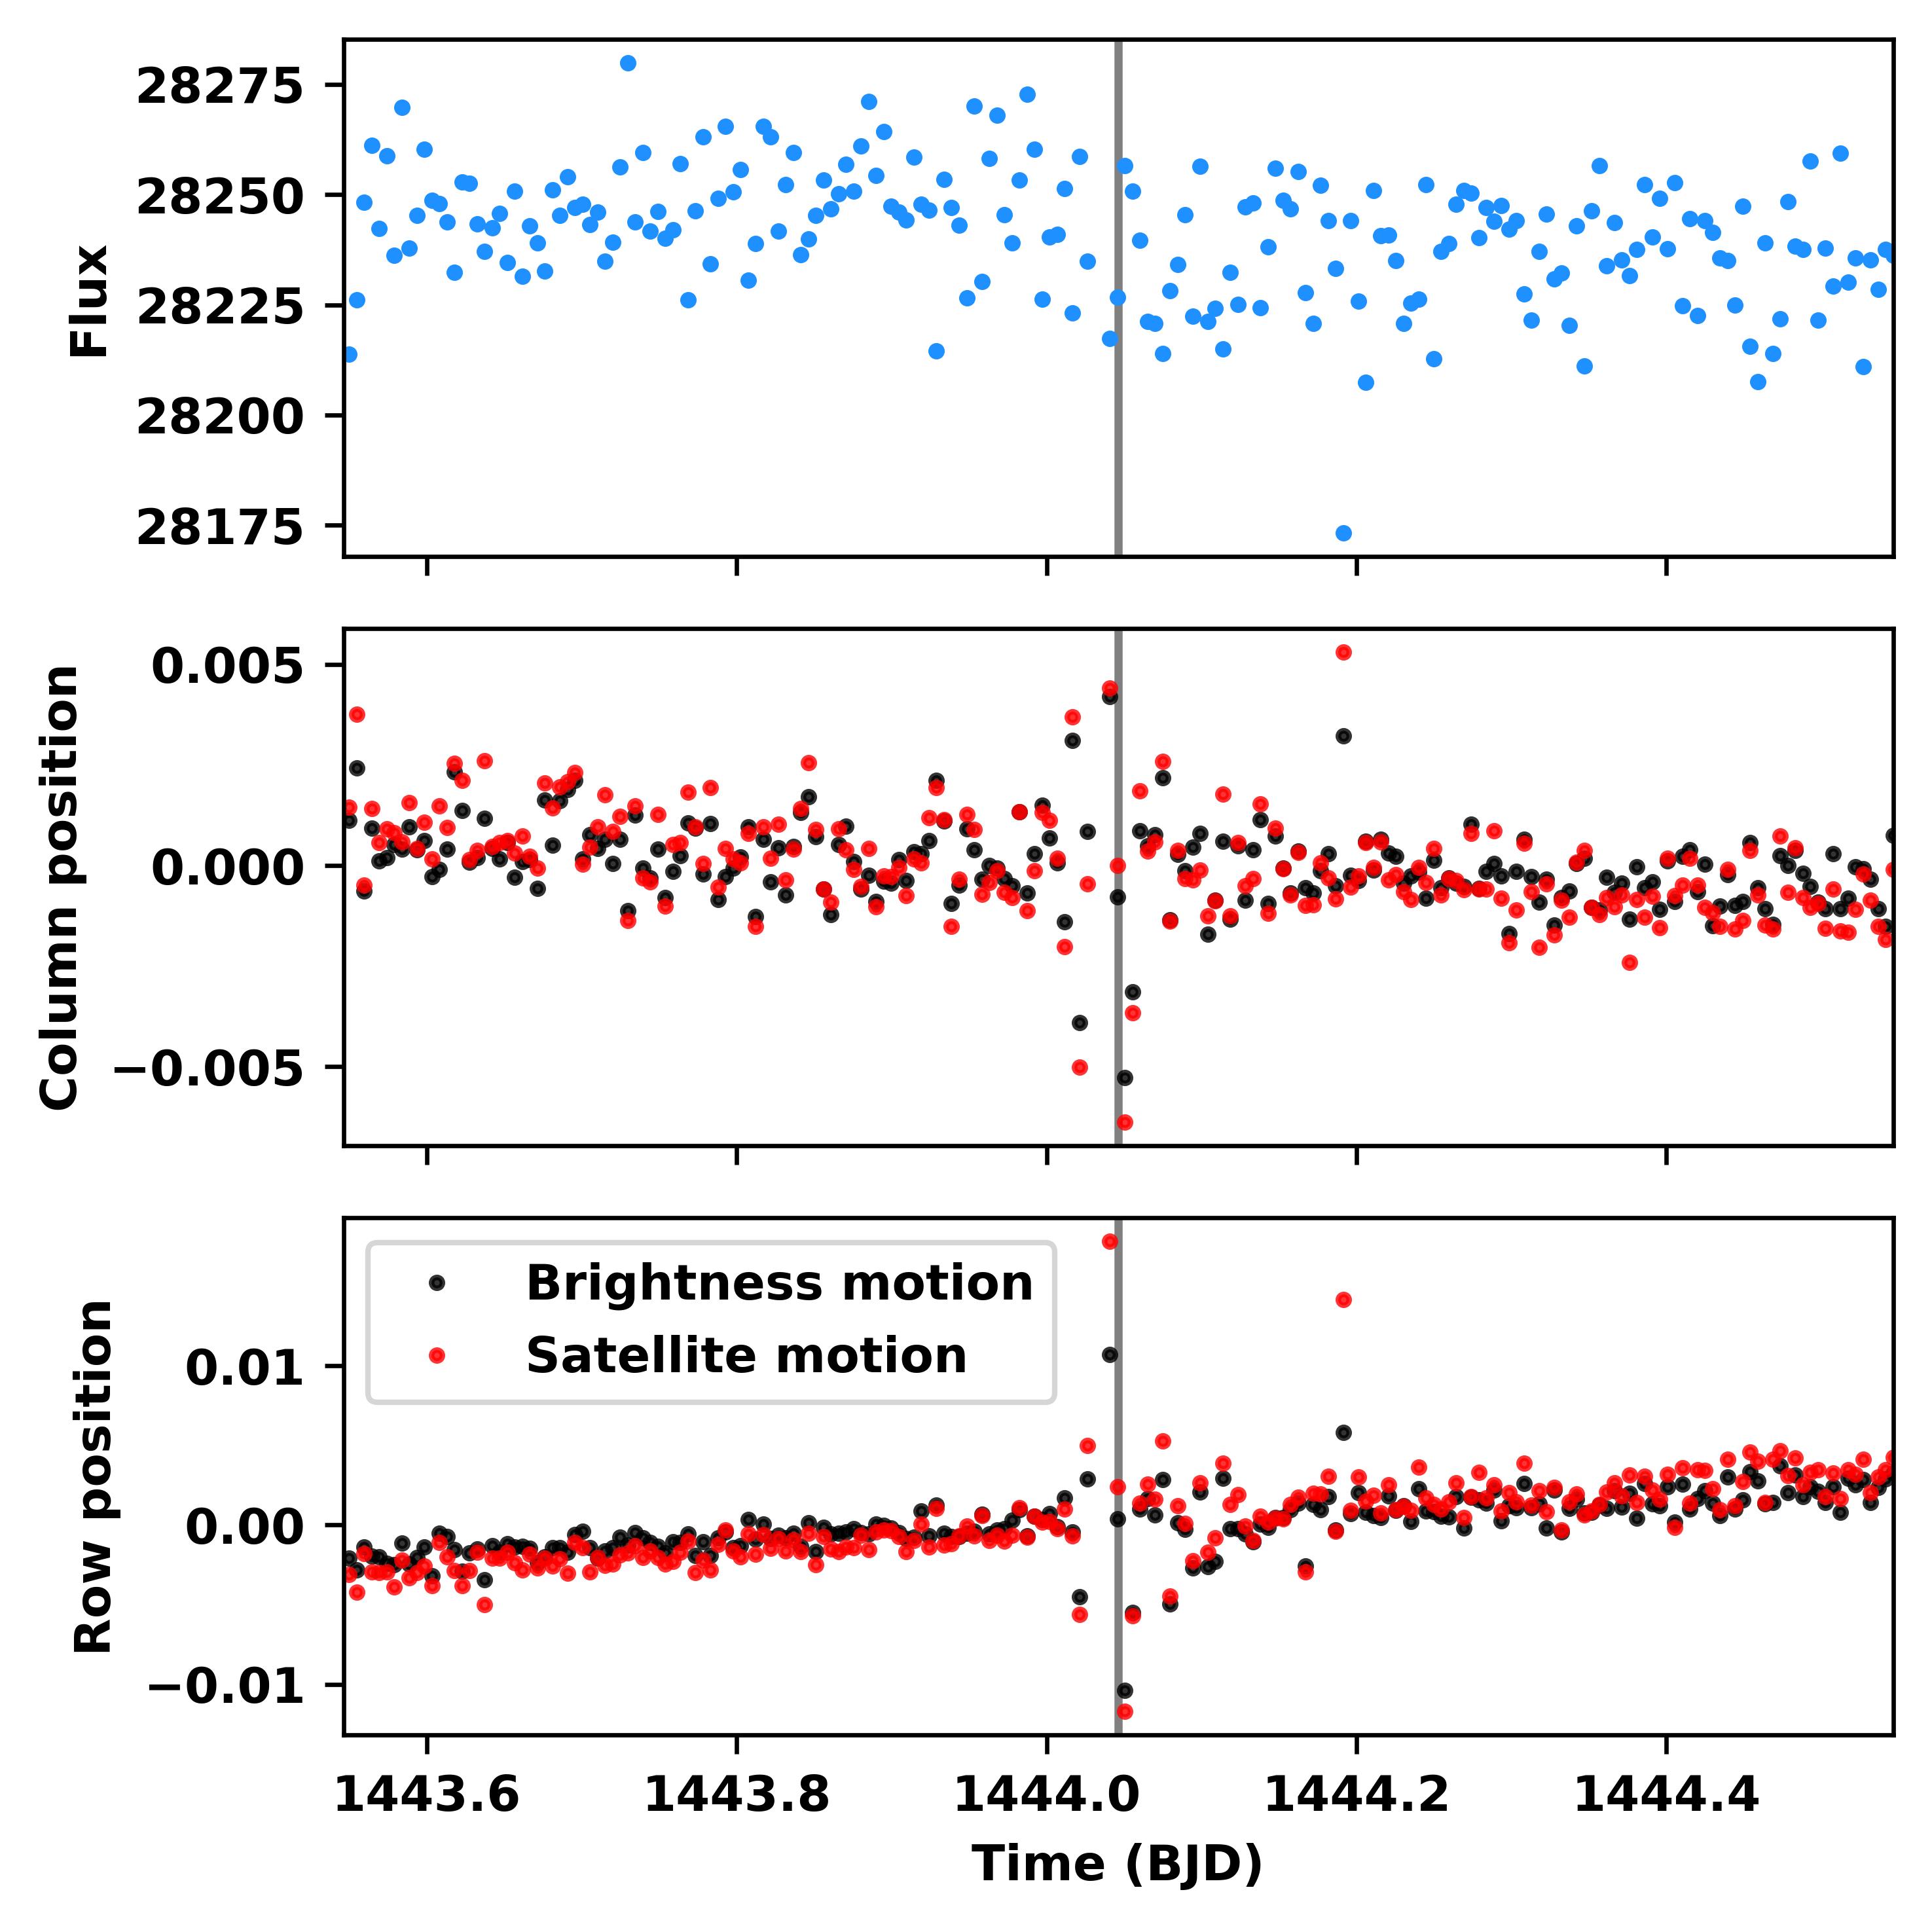 Flux
28275
28250
28225
28200
28175
Column position
0.005
0.000
−0.005
Row position
Brightness motion
Satellite motion
0.01
0.00
−0.01
1443.6 1443.8 1444.0 1444.2 1444.4
Time (BJD)